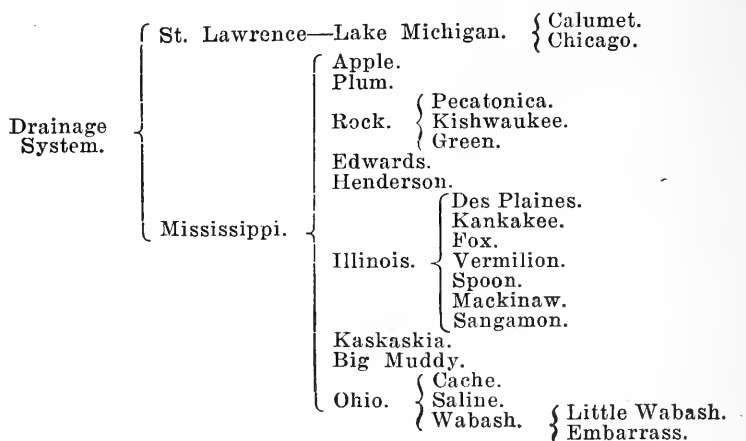 St. Lawrence—Lake Michigan.
Calumet.
Chicago.
Drainage
System.
Mississippi.
Apple.
Plum.
Rock.
Pecatonica.
Kishwaukee.
Green.
Edwards.
Henderson.
Illinois.
Des Plaines.
Kankakee.
Fox.
Vermilion.
Spoon.
Mackinaw.
Sangamon.
Kaskaskia.
Big Muddy.
Ohio.
Cache.
Saline.
Wabash.
Little Wabash.
Embarrass.